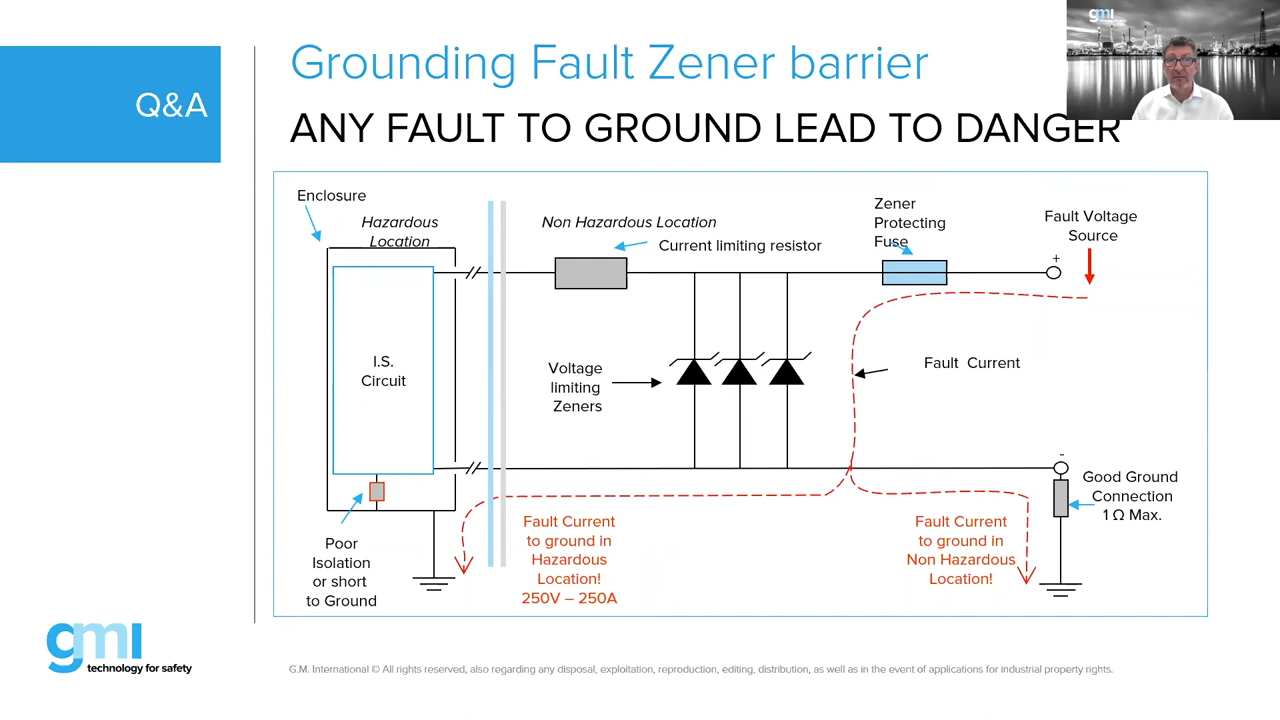 gmi
Q&A
Grounding Fault Zener barrier
ANY FAULT TO GROUND LEAD TO DANGER
Enclosure
Hazardous
Location
Non Hazardous Location
Current limiting resistor
Zener
Protecting
Fuse
Fault Voltage
Source
+
I.S.
Circuit
Voltage
limiting
Zeners
Fault Current
-
Good Ground
Connection
1 Ω Max.
Poor
Isolation
or short
to Ground
Fault Current
to ground in
Hazardous
Location!
250V – 250A
Fault Current
to ground in
Non Hazardous
Location!
gmi
technology for safety
G.M. International © All rights reserved, also regarding any disposal, exploitation, reproduction, editing, distribution, as well as in the event of applications for industrial property rights.